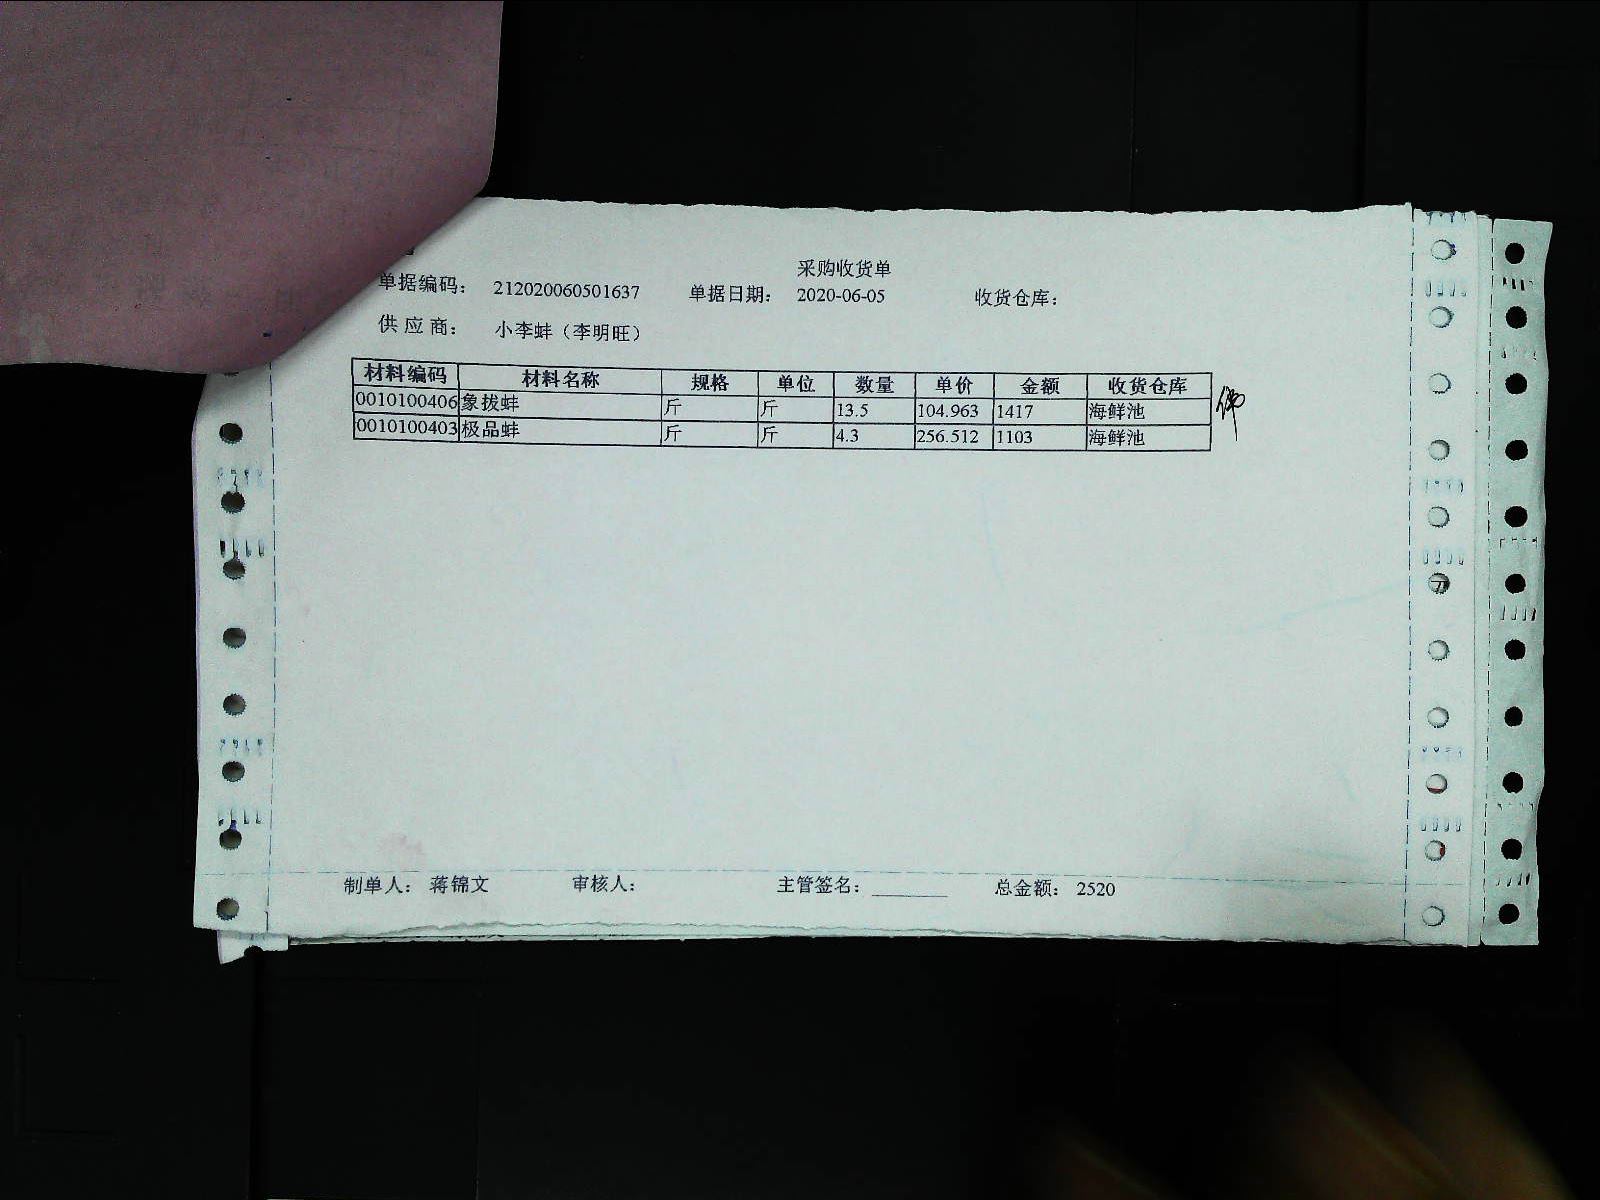 采购收货单
单据编码： 212020060501637 单据日期： 2020-06-05 收货仓库：
供应商： 小李蚌（李明旺）
材料编码 材料名称 规格 单位 数量 单价 金额 收货仓库
0010100406 象拔蚌 斤 斤 13.5 104.963 1417 海鲜池
0010100403 极品蚌 斤 斤 4.3 256.512 1103 海鲜池
制单人： 蒋锦文 审核人： 主管签名：________ 总金额： 2520